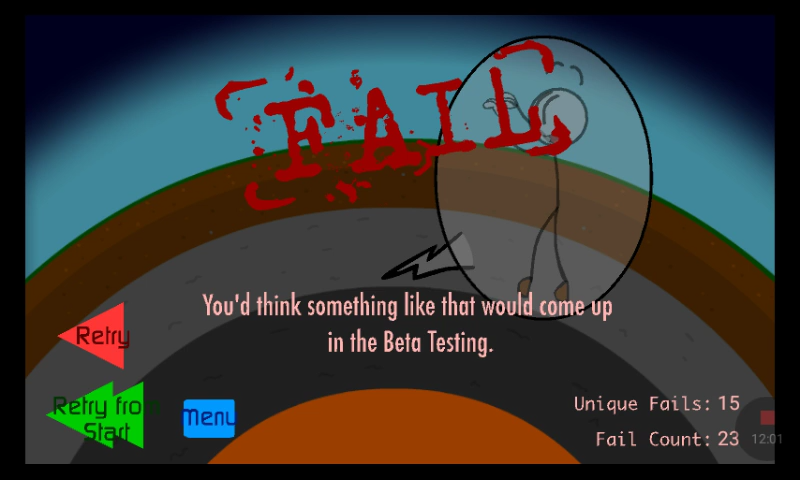 FAIL
You'd think something like that would come up
in the Beta Testing.
Retry
Retry fro
Start
Menu
Unique Fails: 15
Fail Count: 23
12:01